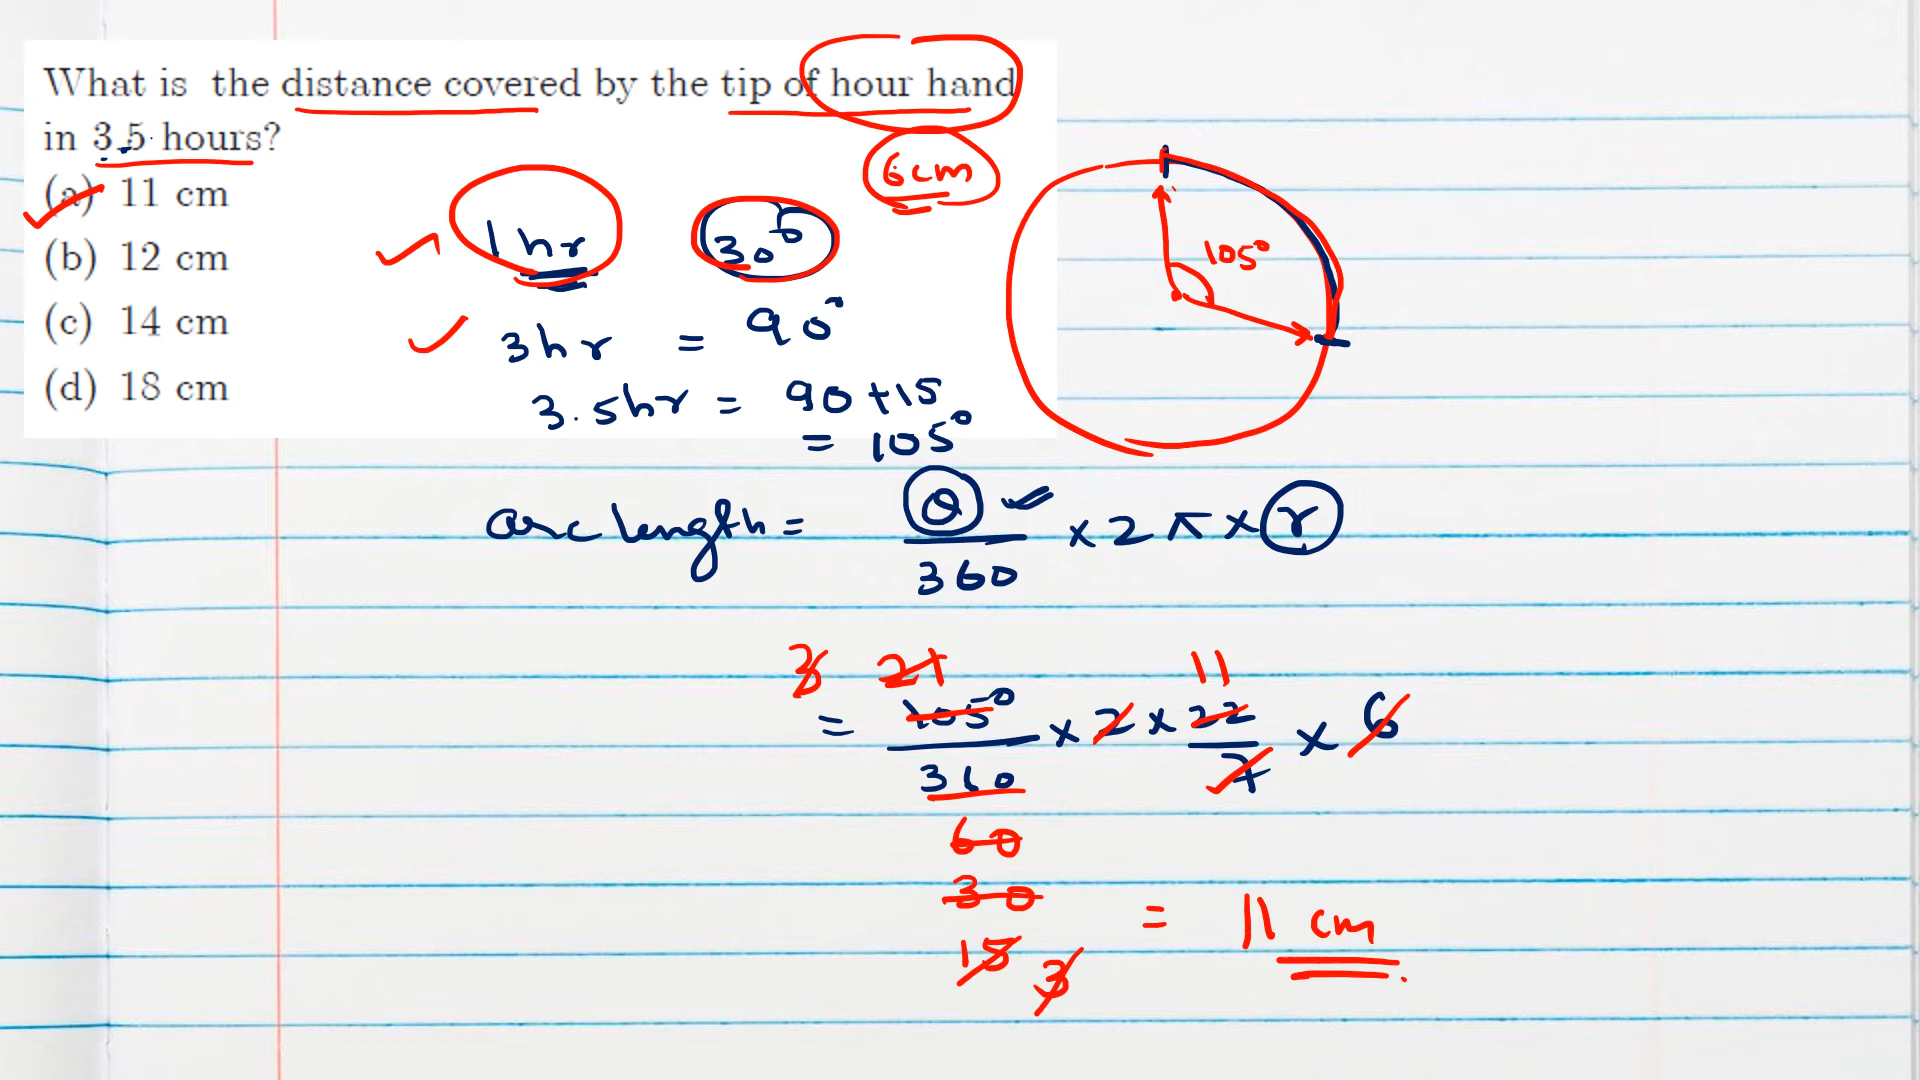 What is the distance covered by the tip of hour hand
in 3.5 hours?
(a) 11 cm
(b) 12 cm
(c) 14 cm
(d) 18 cm
6cm
1hr 30°
3hr = 90°
3.5hr = 90+15
= 105°
105°
arc length = θ/360 × 2π × r
3 21 11
= 105°/360 × 2 × 22/7 × 6
60
30
15 3
= 11 cm.